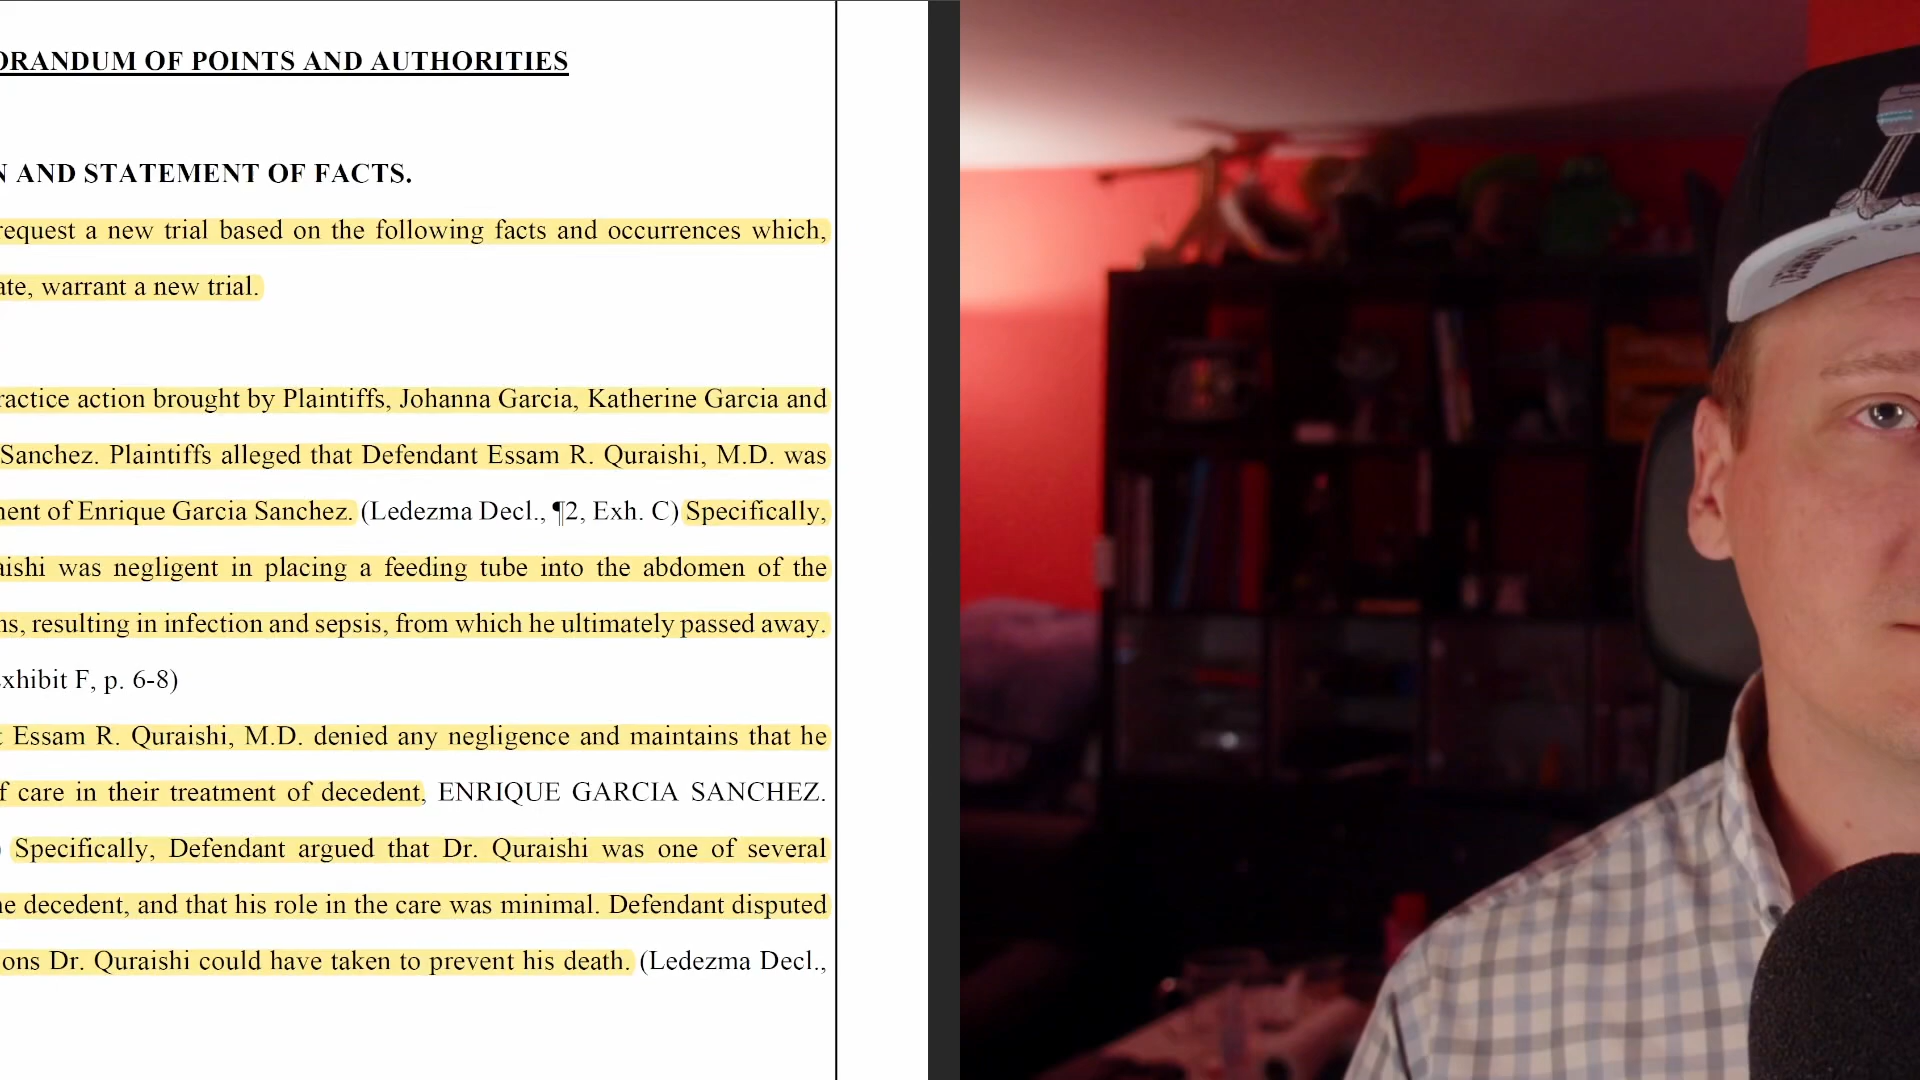 ORANDUM OF POINTS AND AUTHORITIES
N AND STATEMENT OF FACTS.
request a new trial based on the following facts and occurrences which,
ate, warrant a new trial.
ractice action brought by Plaintiffs, Johanna Garcia, Katherine Garcia and
Sanchez. Plaintiffs alleged that Defendant Essam R. Quraishi, M.D. was
nent of Enrique Garcia Sanchez. (Ledezma Decl., ¶2, Exh. C) Specifically,
aishi was negligent in placing a feeding tube into the abdomen of the
ns, resulting in infection and sepsis, from which he ultimately passed away.
xhibit F, p. 6-8)
t Essam R. Quraishi, M.D. denied any negligence and maintains that he
f care in their treatment of decedent, ENRIQUE GARCIA SANCHEZ.
) Specifically, Defendant argued that Dr. Quraishi was one of several
ne decedent, and that his role in the care was minimal. Defendant disputed
ons Dr. Quraishi could have taken to prevent his death. (Ledezma Decl.,